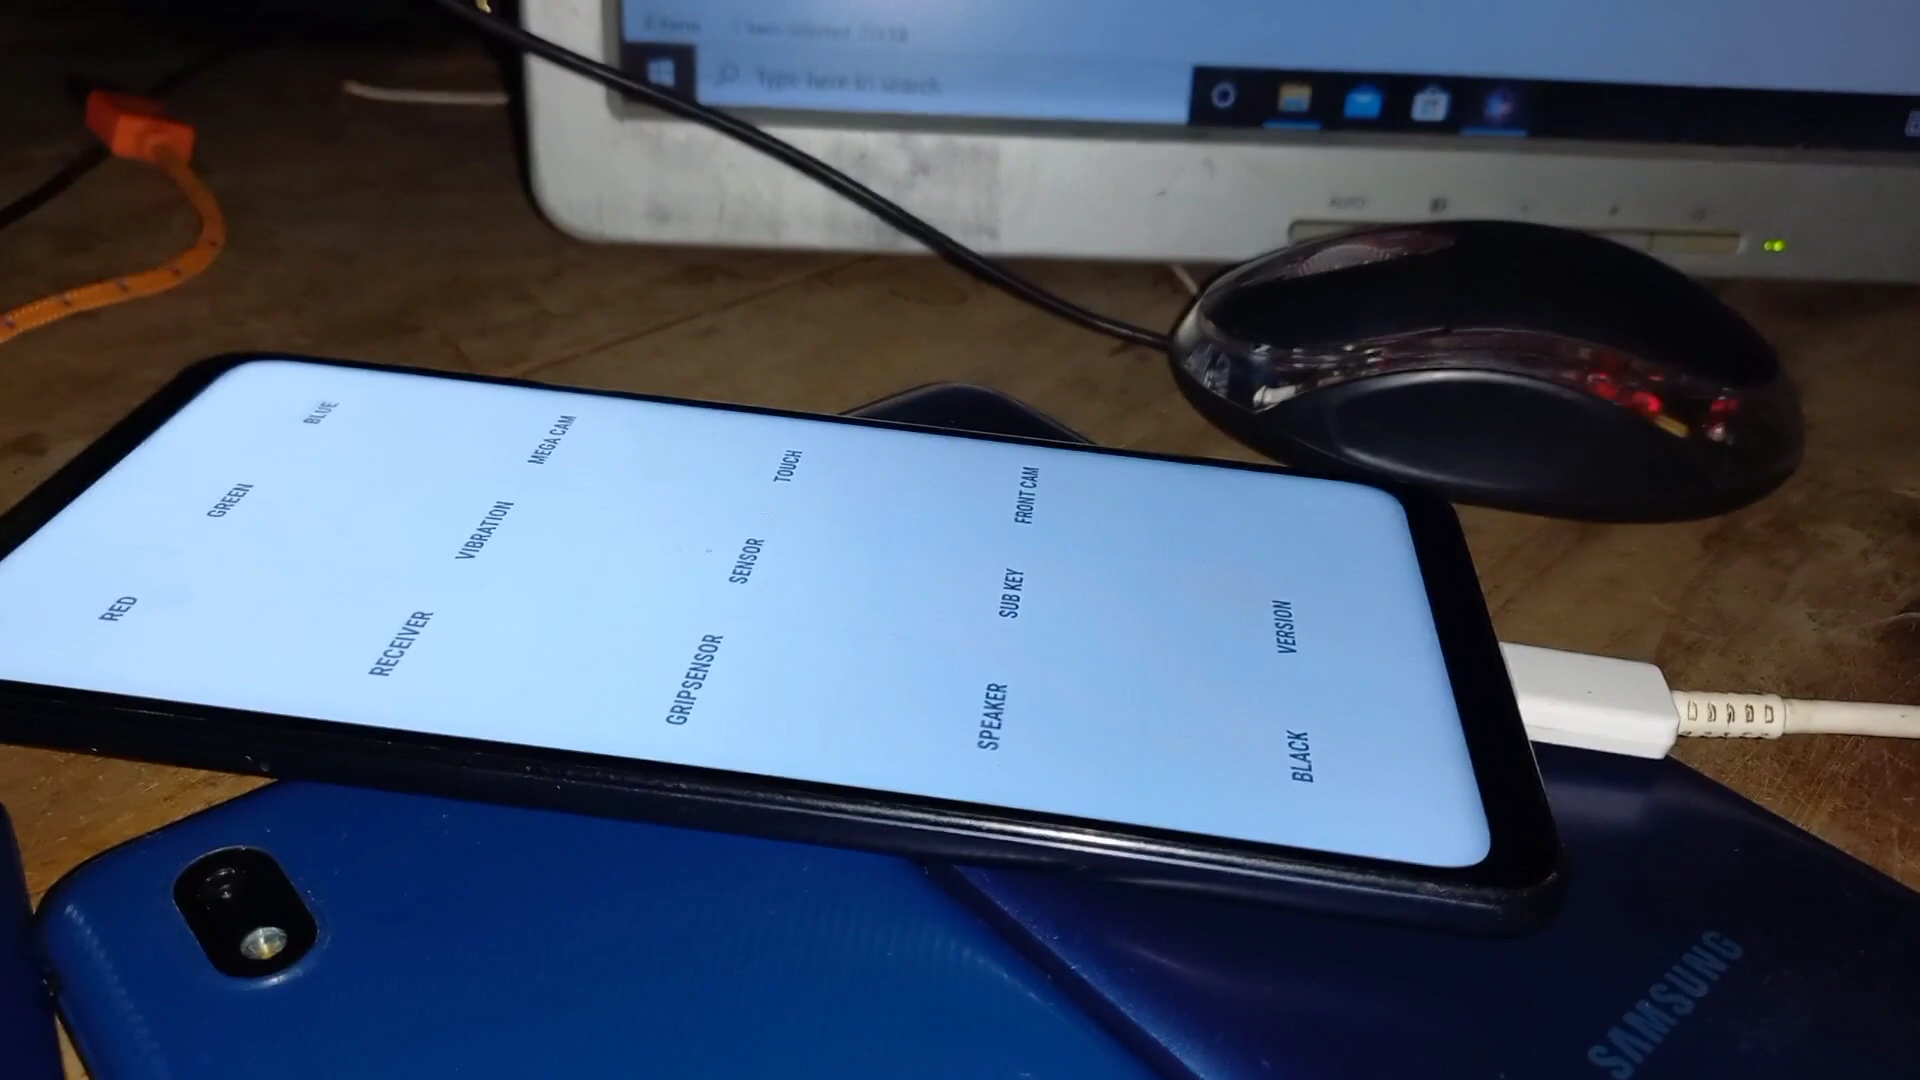 Type here to search
AUTO
RED GREEN BLUE
RECEIVER VIBRATION MEGA CAM
GRIPSENSOR SENSOR TOUCH
SPEAKER SUB KEY FRONT CAM
BLACK VERSION
SAMSUNG